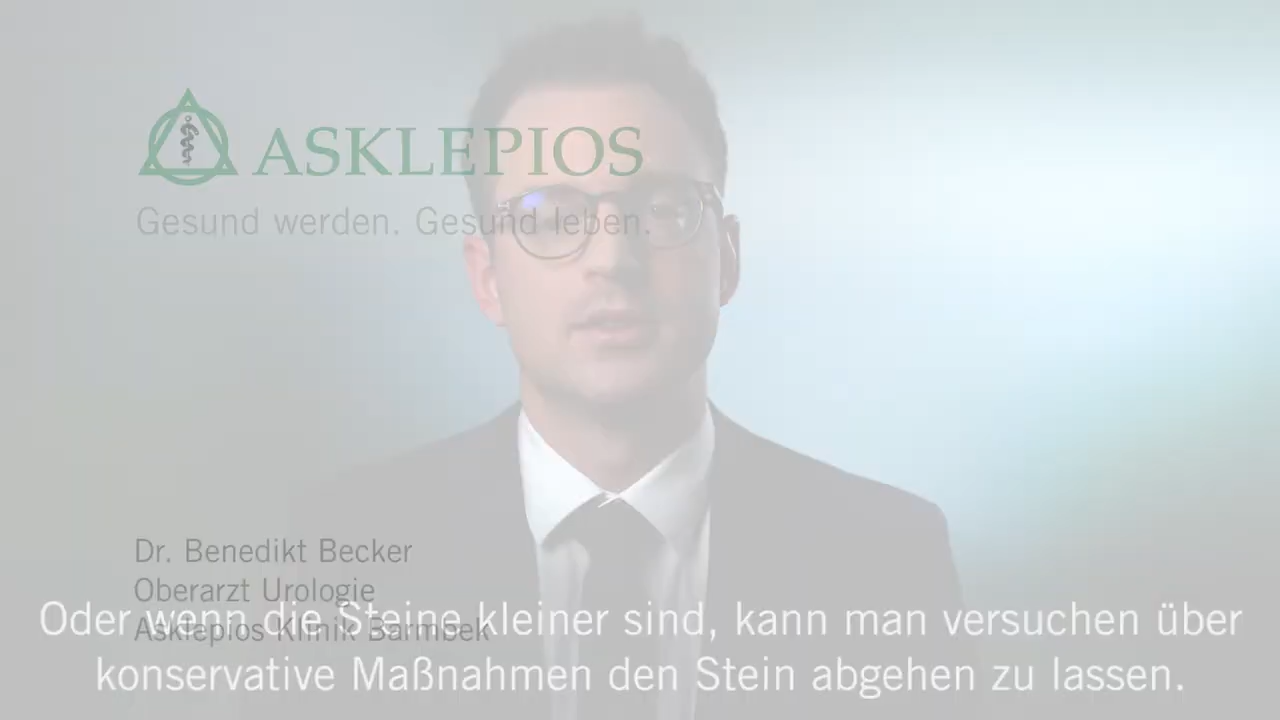 ASKLEPIOS
Gesund werden. Gesund leben.
Dr. Benedikt Becker
Oberarzt Urologie
Asklepios Klinik Barmbek
Oder wenn die Steine kleiner sind, kann man versuchen über
konservative Maßnahmen den Stein abgehen zu lassen.